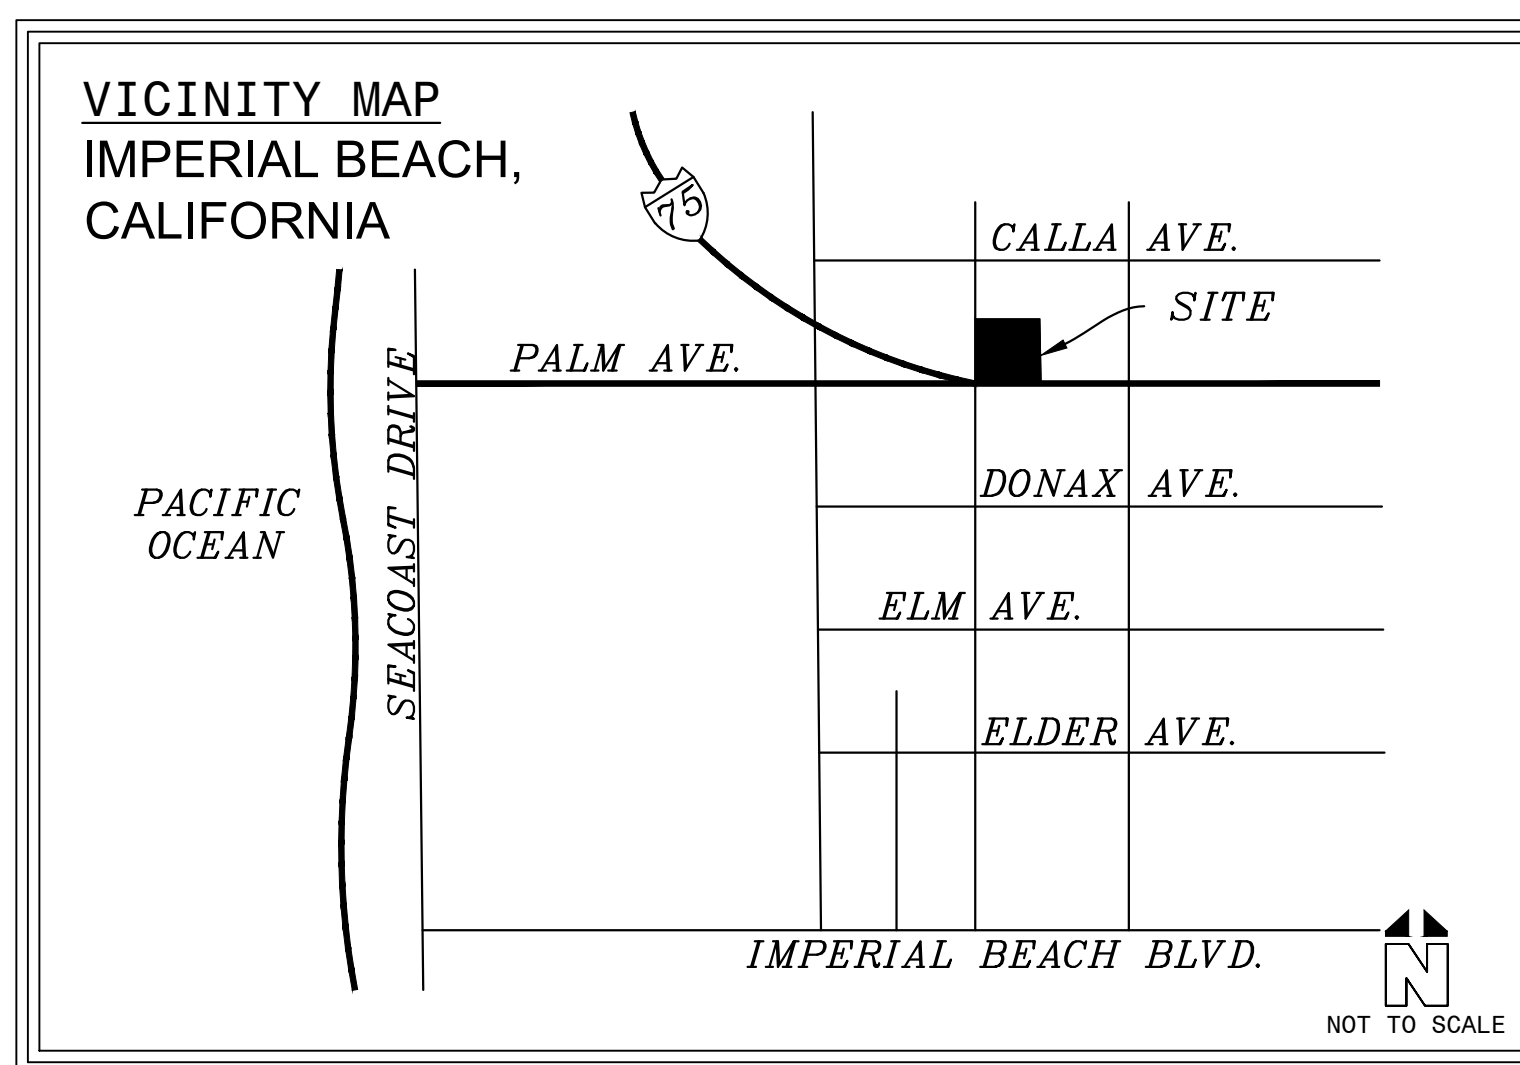 VICINITY MAP
IMPERIAL BEACH,
CALIFORNIA
75
CALLA AVE.
SITE
PALM AVE.
SEACOAST DRIVE
PACIFIC
OCEAN
DONAX AVE.
ELM AVE.
ELDER AVE.
IMPERIAL BEACH BLVD.
N
NOT TO SCALE